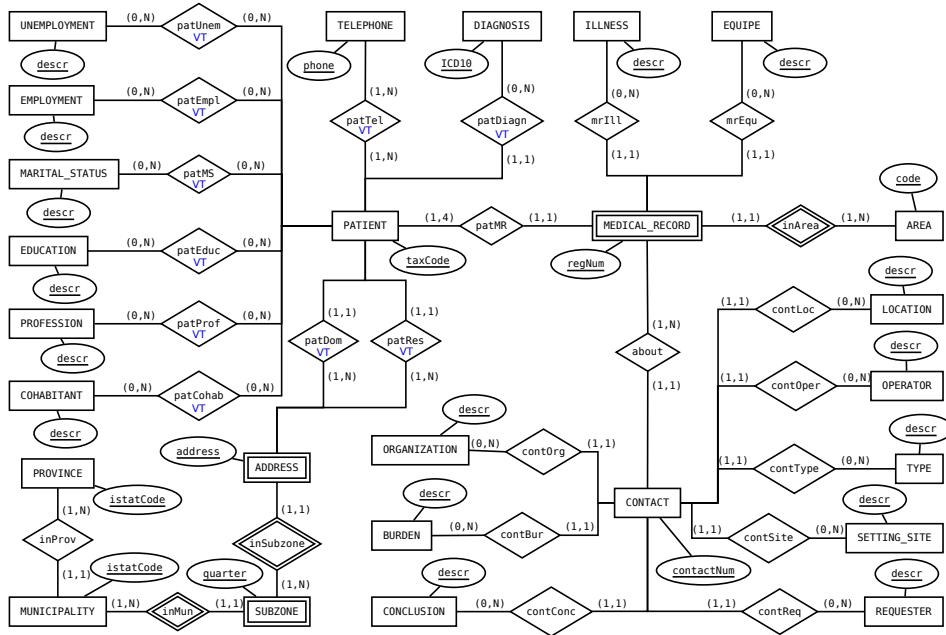 UNEMPLOYMENT (0,N) patUnem VT (0,N) TELEPHONE DIAGNOSIS ILLNESS EQUIPE
descr phone ICD10 descr descr
EMPLOYMENT (0,N) patEmpl VT (0,N) (1,N) (0,N) (0,N) (0,N)
descr patTel VT patDiagn VT mrIll mrEqu
(1,N) (1,1) (1,1) (1,1)
MARITAL_STATUS (0,N) patMS VT (0,N) code
descr
PATIENT (1,4) patMR (1,1) MEDICAL_RECORD (1,1) inArea (1,N) AREA
EDUCATION (0,N) patEduc VT (0,N) taxCode regNum
descr descr
PROFESSION (0,N) patProf VT (0,N) (1,1) (1,1) (1,N) (1,1) contLoc (0,N) LOCATION
descr patDom VT patRes VT about descr
(1,N) (1,N) (1,1) (1,1) contOper (0,N) OPERATOR
COHABITANT (0,N) patCohab VT (0,N)
descr descr descr
address ORGANIZATION (0,N) contOrg (1,1)
PROVINCE ADDRESS (1,1) contType (0,N) TYPE
istatCode descr descr
(1,N) (1,1) CONTACT
inProv inSubzone BURDEN (0,N) contBur (1,1) (1,1) contSite (0,N) SETTING_SITE
istatCode quarter descr contactNum descr
(1,1) (1,N)
MUNICIPALITY (1,N) inMun (1,1) SUBZONE CONCLUSION (0,N) contConc (1,1) (1,1) contReq (0,N) REQUESTER